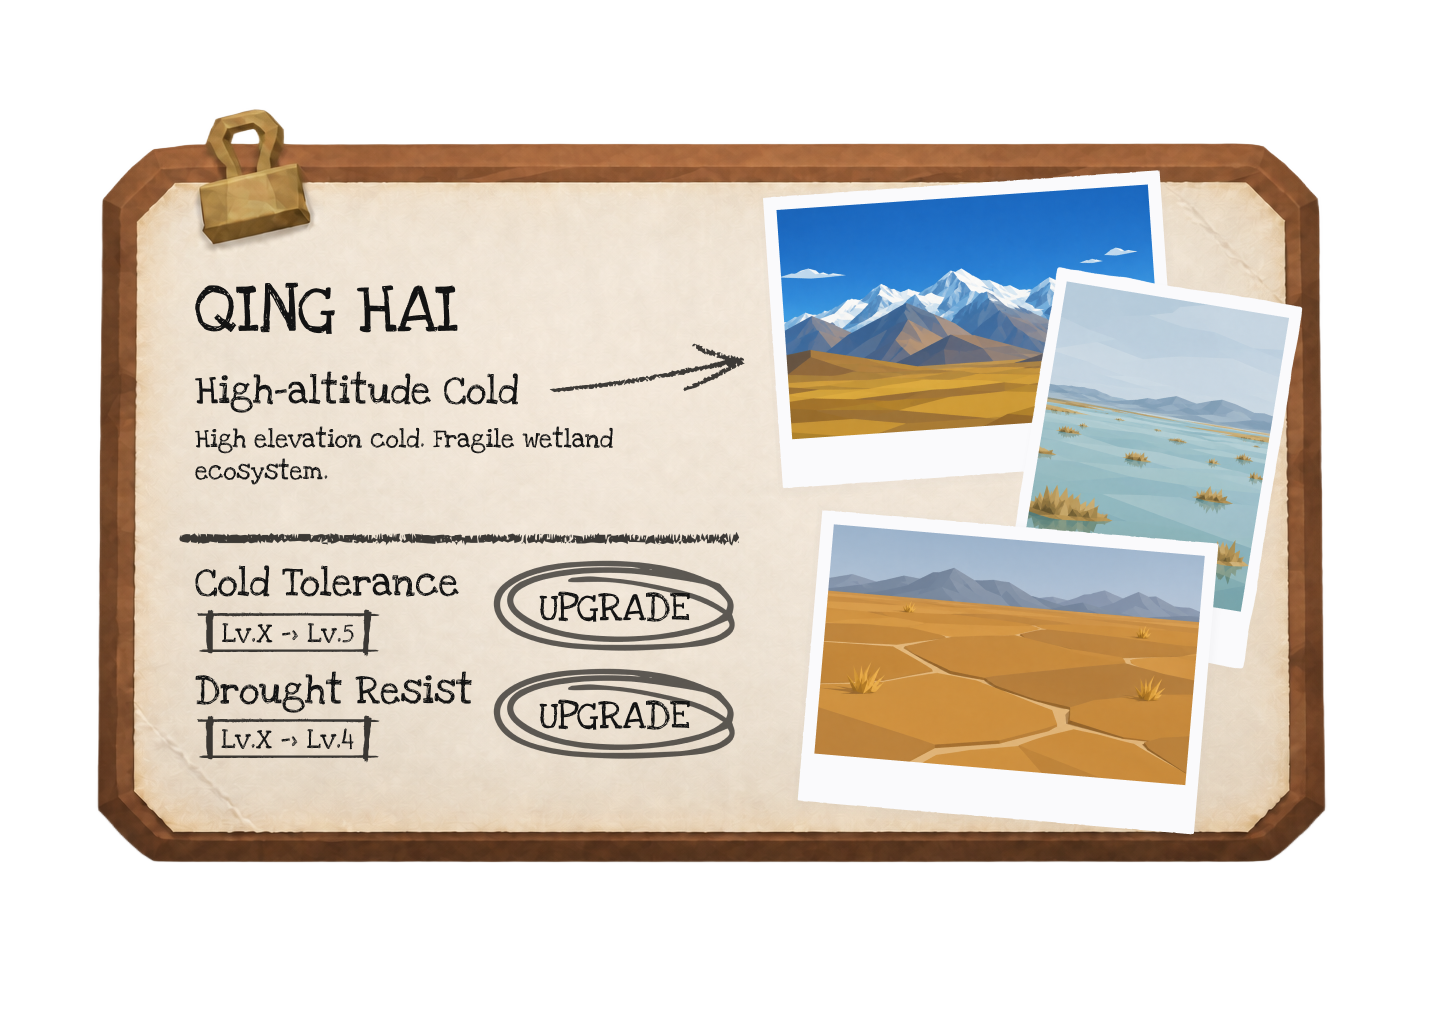 QING HAI
High-altitude Cold
High elevation cold. Fragile wetland
ecosystem.
Cold Tolerance
Lv.X -> Lv.5
UPGRADE
Drought Resist
Lv.X -> Lv.4
UPGRADE